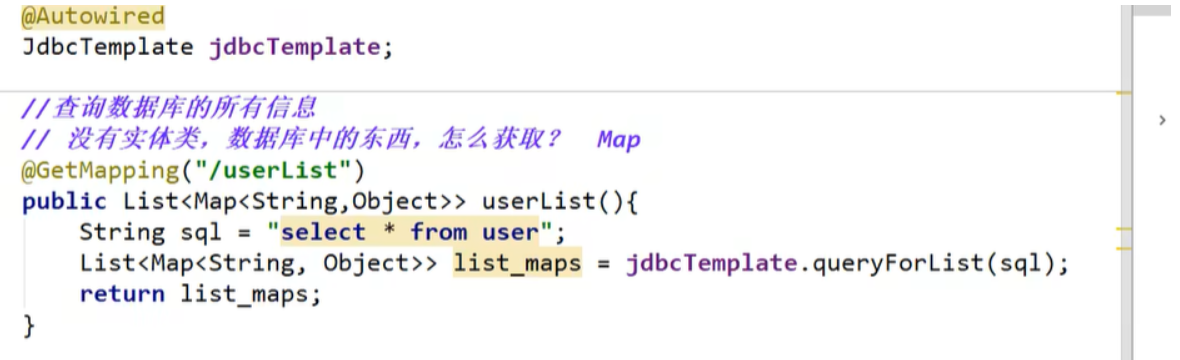 @Autowired
JdbcTemplate jdbcTemplate;
//查询数据库的所有信息
// 没有实体类，数据库中的东西，怎么获取？ Map
@GetMapping("/userList")
public List<Map<String,Object>> userList(){
String sql = "select * from user";
List<Map<String, Object>> list_maps = jdbcTemplate.queryForList(sql);
return list_maps;
}